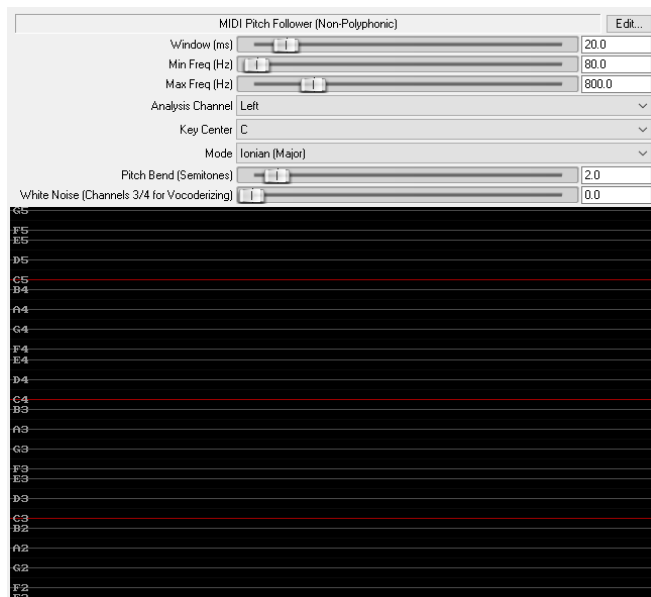 MIDI Pitch Follower (Non-Polyphonic) Edit...
Window (ms) 20.0
Min Freq (Hz) 80.0
Max Freq (Hz) 800.0
Analysis Channel Left
Key Center C
Mode Ionian (Major)
Pitch Bend (Semitones) 2.0
White Noise (Channels 3/4 for Vocoderizing) 0.0
G5
F5
E5
D5
C5
B4
A4
G4
F4
E4
D4
C4
B3
A3
G3
F3
E3
D3
C3
B2
A2
G2
F2